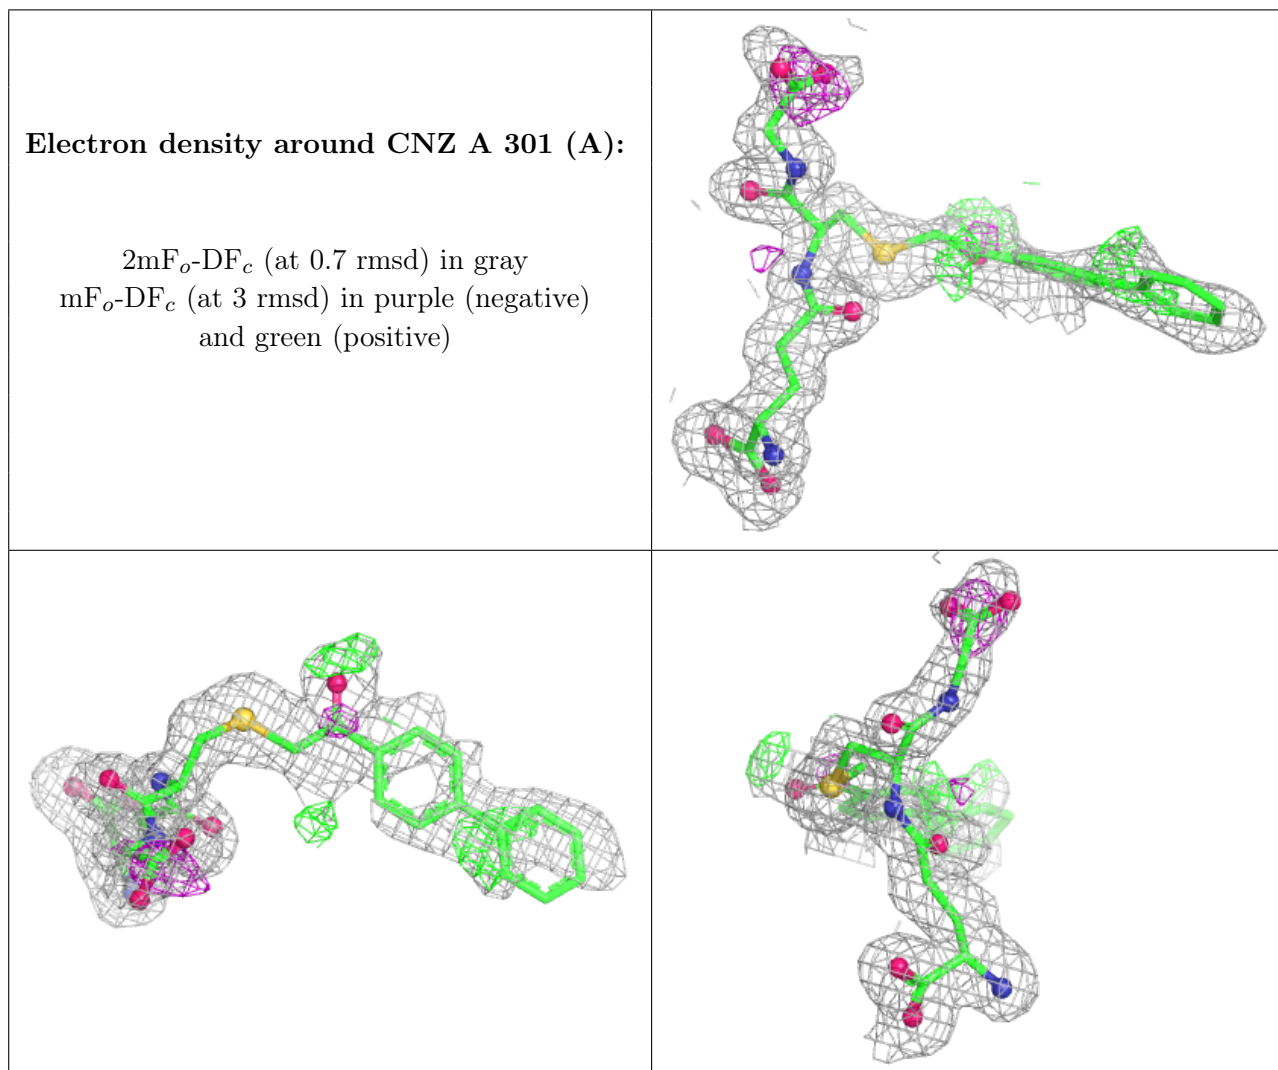 Electron density around CNZ A 301 (A):
2mFo-DFc (at 0.7 rmsd) in gray
mFo-DFc (at 3 rmsd) in purple (negative)
and green (positive)